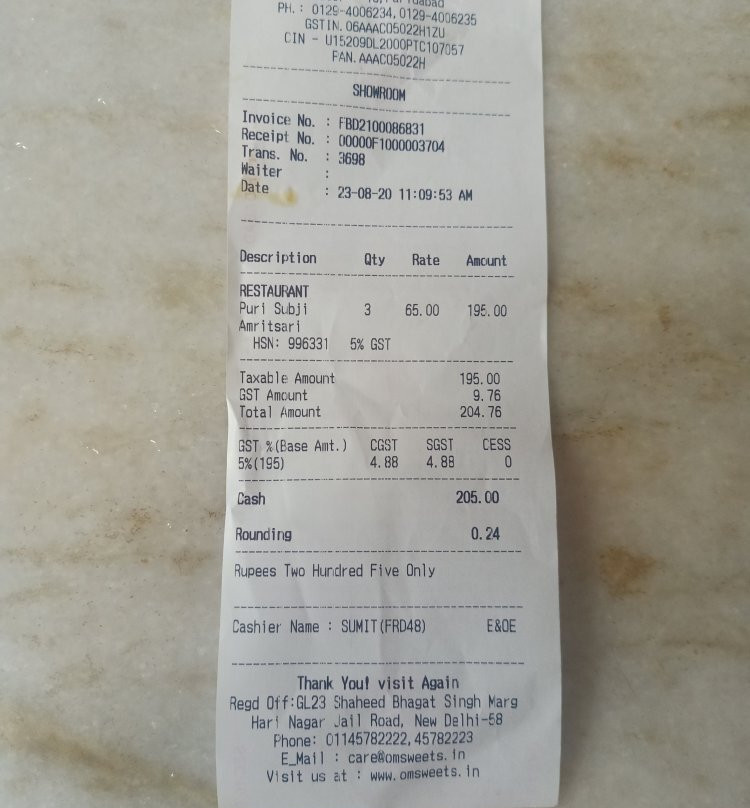 PH. : 0129-4006234, 0129-4006235
GSTIN. 06AAACO5022H1ZU
CIN - U15209DL2000PTC107057
PAN. AAACO5022H
SHOWROOM
Invoice No. : FBD2100086831
Receipt No. : 00000F1000003704
Trans. No. : 3698
Waiter :
Date : 23-08-20 11:09:53 AM
Description Qty Rate Amount
RESTAURANT
Puri Subji 3 65.00 195.00
Amritsari
HSN: 996331 5% GST
Taxable Amount 195.00
GST Amount 9.76
Total Amount 204.76
GST %(Base Amt.) CGST SGST CESS
5%(195) 4.88 4.88 0
Cash 205.00
Rounding 0.24
Rupees Two Hundred Five Only
Cashier Name : SUMIT(FRD48) E&OE
Thank You! visit Again
Regd Off:GL23 Shaheed Bhagat Singh Marg
Hari Nagar Jail Road, New Delhi-58
Phone: 01145782222, 45782223
E_Mail : care@omsweets.in
Visit us at : www.omsweets.in